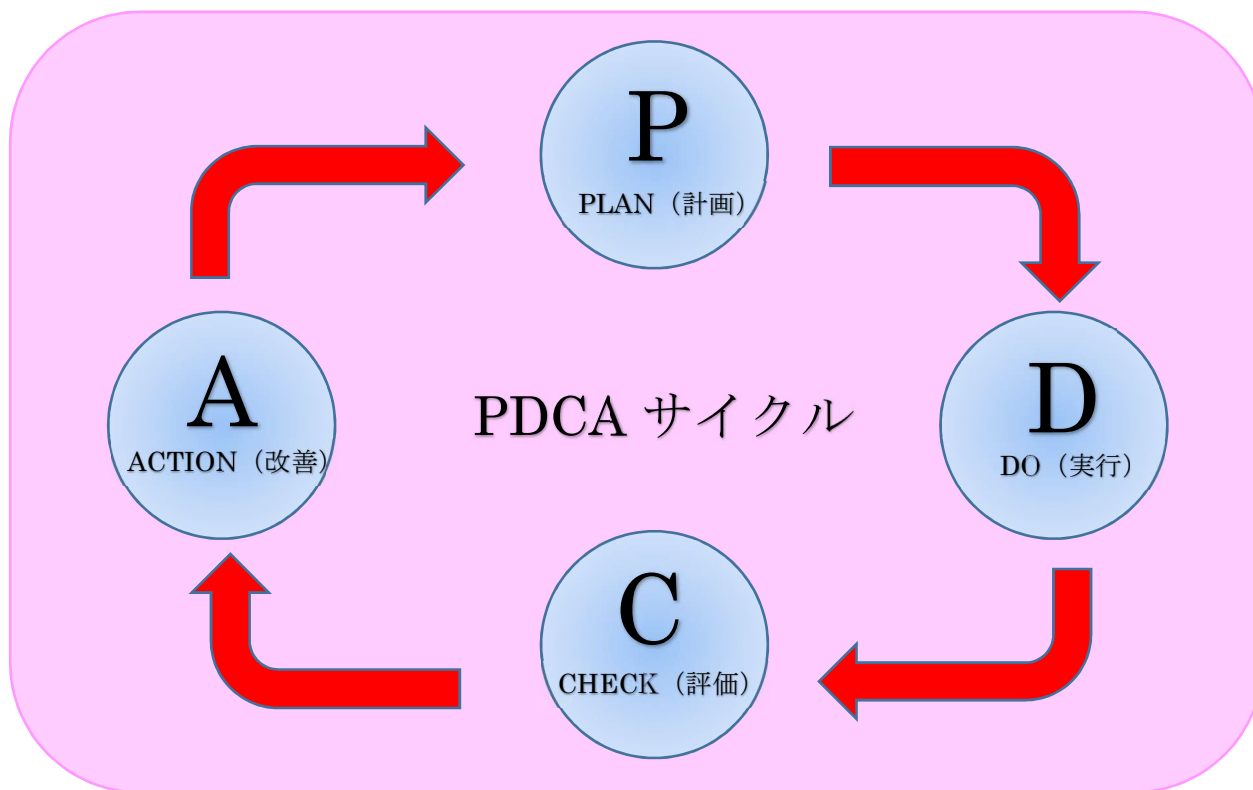 P
PLAN（計画）
A
ACTION（改善）
PDCA サイクル
D
DO（実行）
C
CHECK（評価）